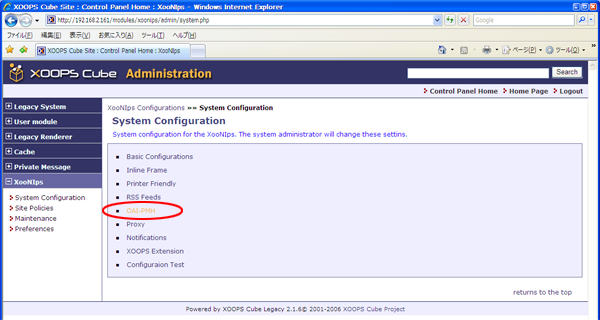 XOOPS Cube Site : Control Panel Home : XooNIps - Windows Internet Explorer
http://192.168.2.161/modules/xoonips/admin/system.php
ファイル(F) 編集(E) 表示(V) お気に入り(A) ツール(T) ヘルプ(H)
XOOPS Cube Site : Control Panel Home : XooNIps
ページ(P) ツール(O)
XOOPS Cube Administration
Search
Control Panel Home Home Page Logout
Legacy System
User module
Legacy Renderer
Cache
Private Message
XooNIps
System Configuration
Site Policies
Maintenance
Preferences
XooNIps Configurations »» System Configuration
System Configuration
System configuration for the XooNIps. The system administrator will change these settins.
Basic Configurations
Inline Frame
Printer Friendly
RSS Feeds
OAI-PMH
Proxy
Notifications
XOOPS Extension
Configuraion Test
returns to the top
Powered by XOOPS Cube Legacy 2.1.6© 2001-2006 XOOPS Cube Project